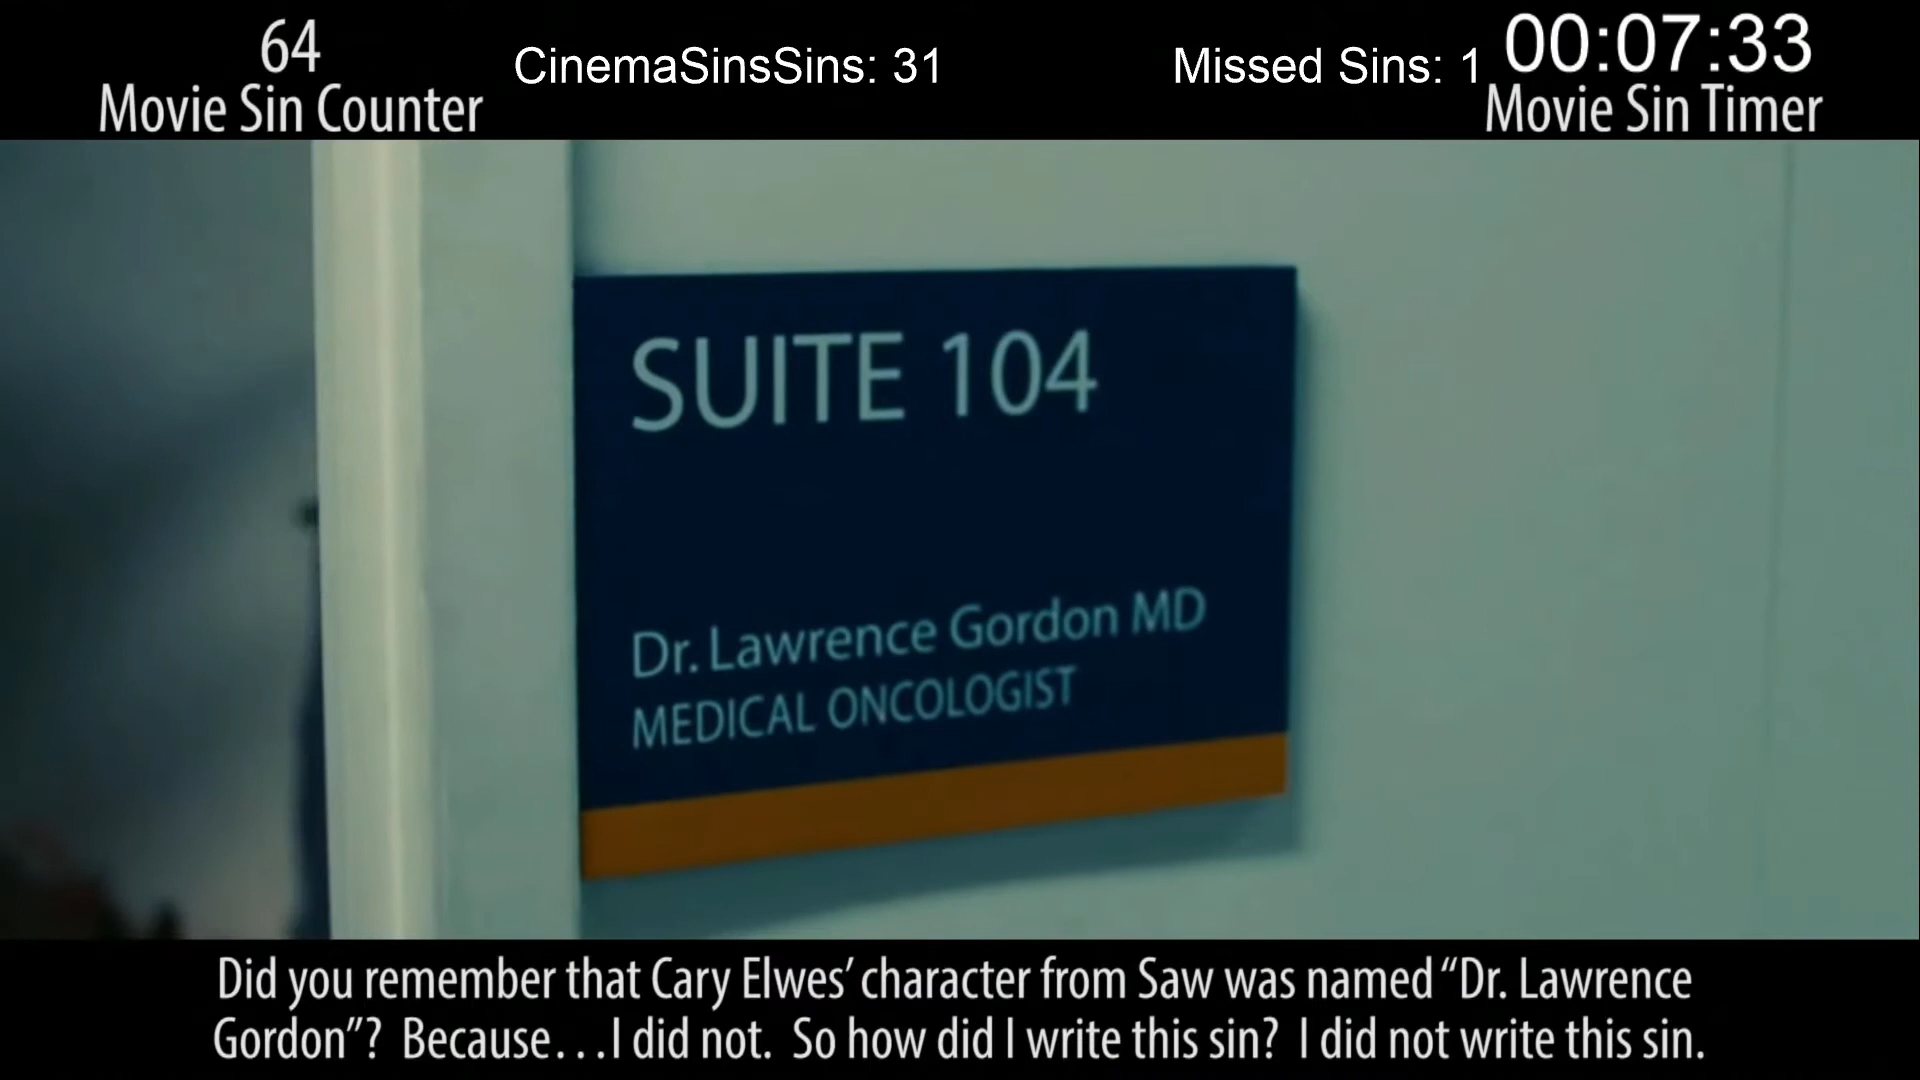 64
Movie Sin Counter
CinemaSinsSins: 31
Missed Sins: 1
00:07:33
Movie Sin Timer
SUITE 104
Dr. Lawrence Gordon MD
MEDICAL ONCOLOGIST
Did you remember that Cary Elwes’ character from Saw was named “Dr. Lawrence
Gordon”? Because...I did not. So how did I write this sin? I did not write this sin.